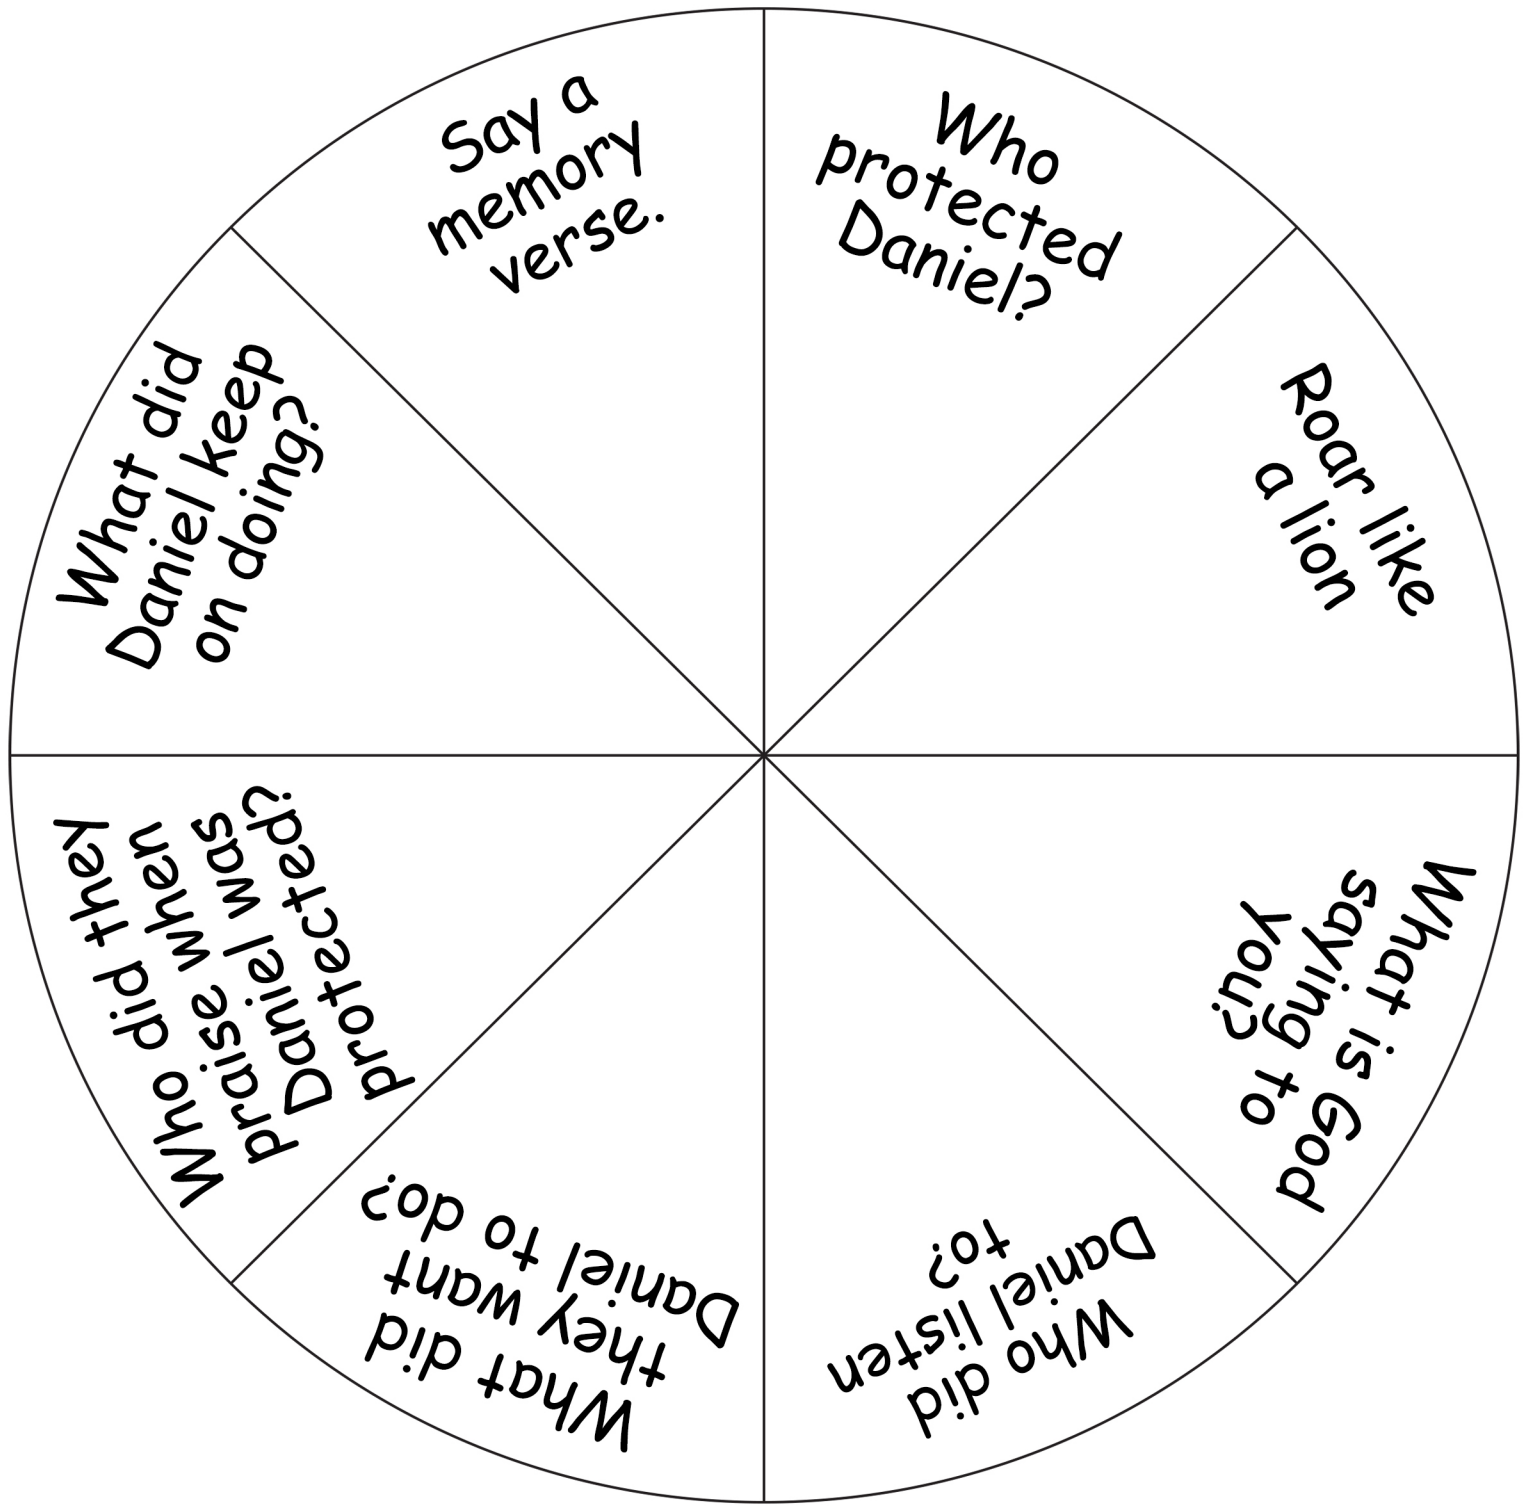 Who
protected
Daniel?
Roar like
a lion
What is God
saying to
you?
Who did
Daniel listen
to?
What did
they want
Daniel to do?
Who did they
praise when
Daniel was
protected?
What did
Daniel keep
on doing?
Say a
memory
verse.